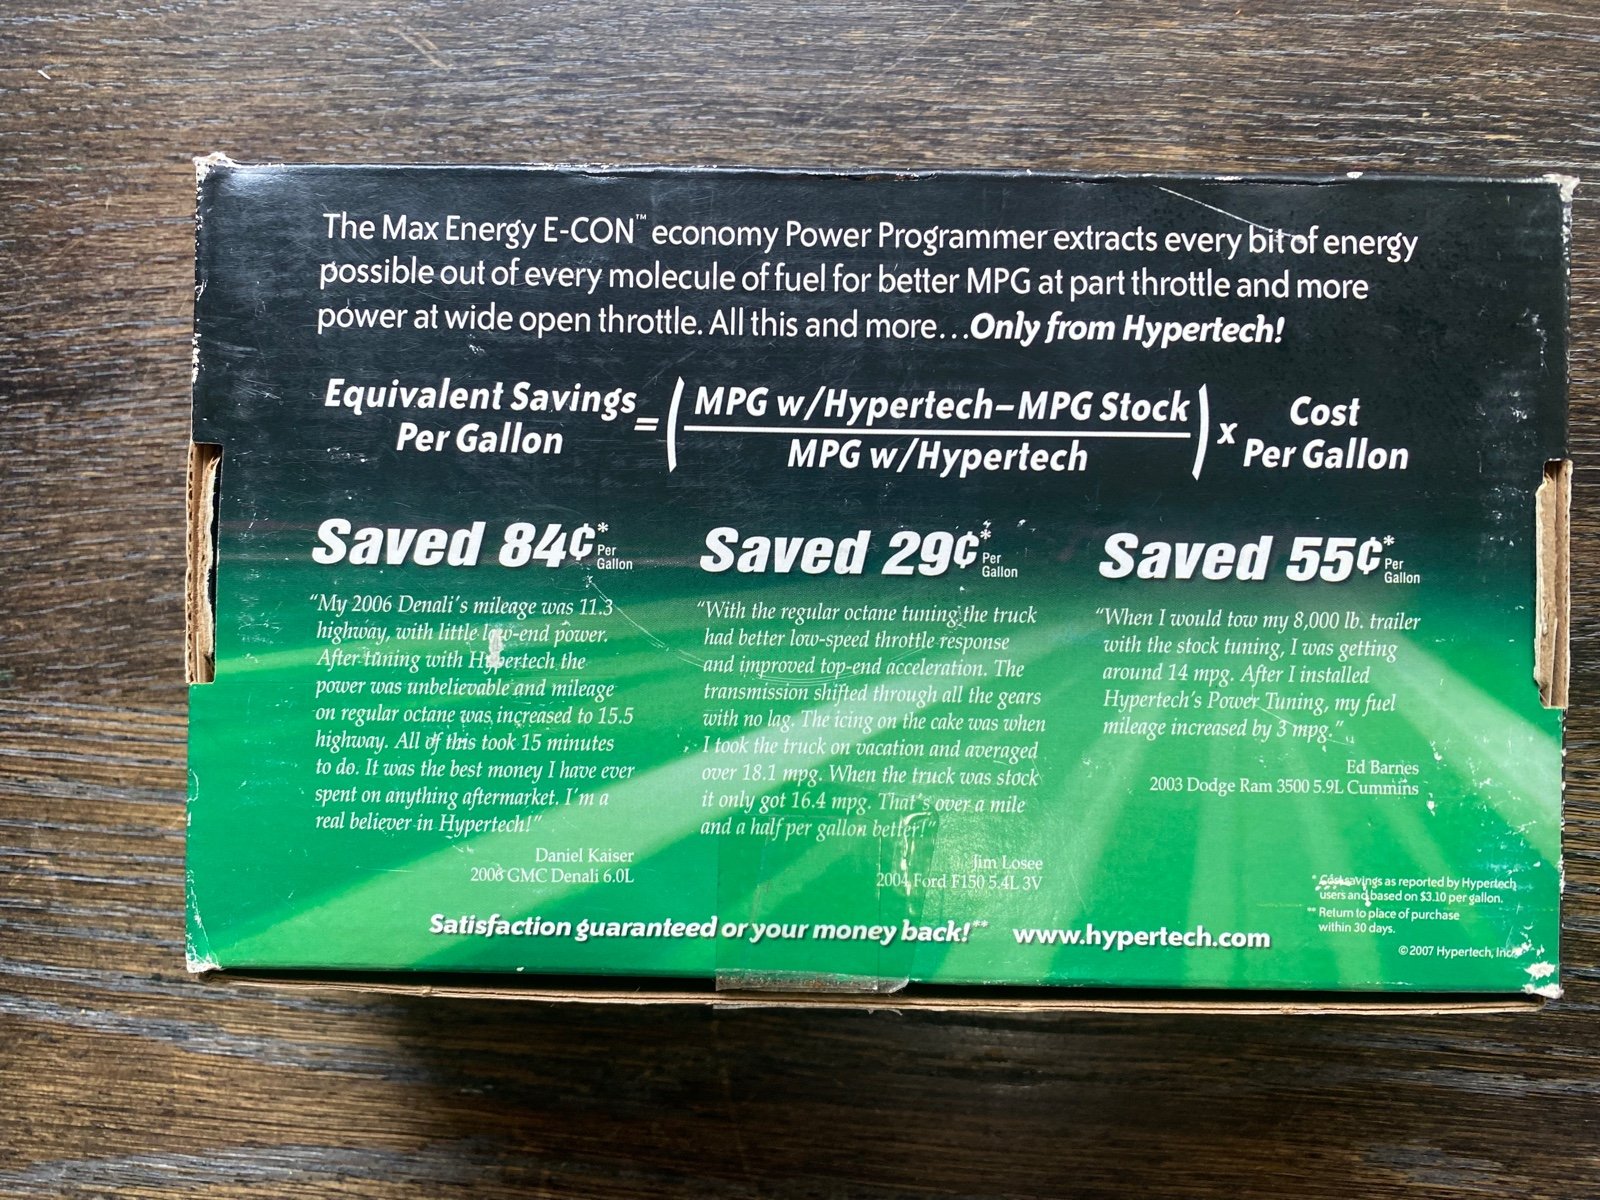 The Max Energy E-CON™ economy Power Programmer extracts every bit of energy
possible out of every molecule of fuel for better MPG at part throttle and more
power at wide open throttle. All this and more...Only from Hypertech!
Equivalent Savings Per Gallon = (MPG w/Hypertech–MPG Stock / MPG w/Hypertech) x Cost Per Gallon
Saved 84¢* Per Gallon
"My 2006 Denali's mileage was 11.3
highway, with little low-end power.
After tuning with Hypertech the
power was unbelievable and mileage
on regular octane was increased to 15.5
highway. All of this took 15 minutes
to do. It was the best money I have ever
spent on anything aftermarket. I'm a
real believer in Hypertech!"
Daniel Kaiser
2006 GMC Denali 6.0L
Saved 29¢* Per Gallon
"With the regular octane tuning the truck
had better low-speed throttle response
and improved top-end acceleration. The
transmission shifted through all the gears
with no lag. The icing on the cake was when
I took the truck on vacation and averaged
over 18.1 mpg. When the truck was stock
it only got 16.4 mpg. That's over a mile
and a half per gallon better!"
Jim Losee
2004 Ford F150 5.4L 3V
Saved 55¢* Per Gallon
"When I would tow my 8,000 lb. trailer
with the stock tuning, I was getting
around 14 mpg. After I installed
Hypertech's Power Tuning, my fuel
mileage increased by 3 mpg."
Ed Barnes
2003 Dodge Ram 3500 5.9L Cummins
Satisfaction guaranteed or your money back!** www.hypertech.com
* Cost savings as reported by Hypertech
users and based on $3.10 per gallon.
** Return to place of purchase
within 30 days.
© 2007 Hypertech, Inc.